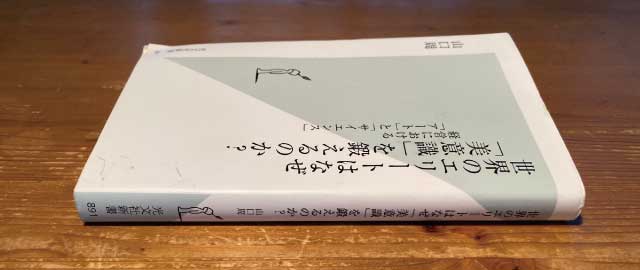 世界のエリートはなぜ
「美意識」を鍛えるのか?
経営における
「アート」と「サイエンス」
山口周
世界のエリートはなぜ「美意識」を鍛えるのか? 山口周
光文社新書
891